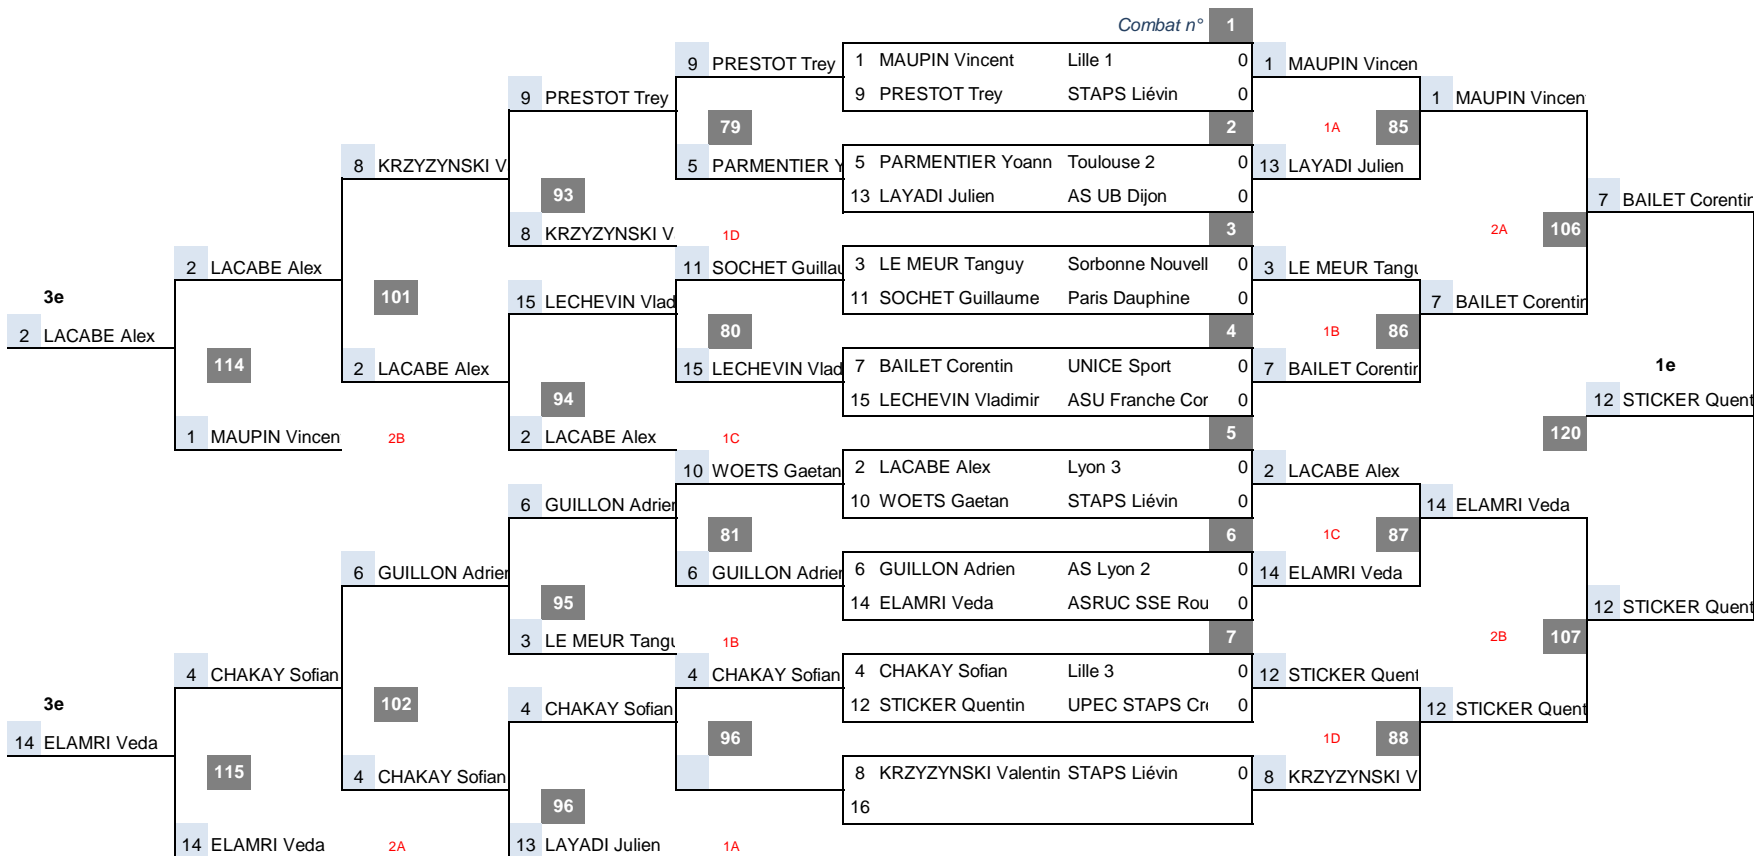 Combat n° 1
9 PRESTOT Trey 1 MAUPIN Vincent Lille 1 0 1 MAUPIN Vincen
9 PRESTOT Trey 9 PRESTOT Trey STAPS Liévin 0 1 MAUPIN Vincent
79 2 1A 85
8 KRZYZYNSKI V 5 PARMENTIER Y 5 PARMENTIER Yoann Toulouse 2 0 13 LAYADI Julien
93 13 LAYADI Julien AS UB Dijon 0 7 BAILET Corentin
8 KRZYZYNSKI V 1D 3 2A 106
2 LACABE Alex 11 SOCHET Guillau 3 LE MEUR Tanguy Sorbonne Nouvell 0 3 LE MEUR Tangu
3e 101 15 LECHEVIN Vlad 11 SOCHET Guillaume Paris Dauphine 0 7 BAILET Corentin
2 LACABE Alex 80 4 1B 86
114 2 LACABE Alex 15 LECHEVIN Vlad 7 BAILET Corentin UNICE Sport 0 7 BAILET Corentin 1e
94 15 LECHEVIN Vladimir ASU Franche Cor 0 12 STICKER Quent
1 MAUPIN Vincen 2B 2 LACABE Alex 1C 5 120
10 WOETS Gaetan 2 LACABE Alex Lyon 3 0 2 LACABE Alex
6 GUILLON Adrien 10 WOETS Gaetan STAPS Liévin 0 14 ELAMRI Veda
81 6 1C 87
6 GUILLON Adrien 6 GUILLON Adrien 6 GUILLON Adrien AS Lyon 2 0 14 ELAMRI Veda
95 14 ELAMRI Veda ASRUC SSE Rou 0 12 STICKER Quent
3 LE MEUR Tangu 1B 7 2B 107
4 CHAKAY Sofian 4 CHAKAY Sofian 4 CHAKAY Sofian Lille 3 0 12 STICKER Quent
3e 102 4 CHAKAY Sofian 12 STICKER Quentin UPEC STAPS Cré 0 12 STICKER Quent
14 ELAMRI Veda 96 1D 88
115 4 CHAKAY Sofian 8 KRZYZYNSKI Valentin STAPS Liévin 0 8 KRZYZYNSKI V
96 16
14 ELAMRI Veda 2A 13 LAYADI Julien 1A